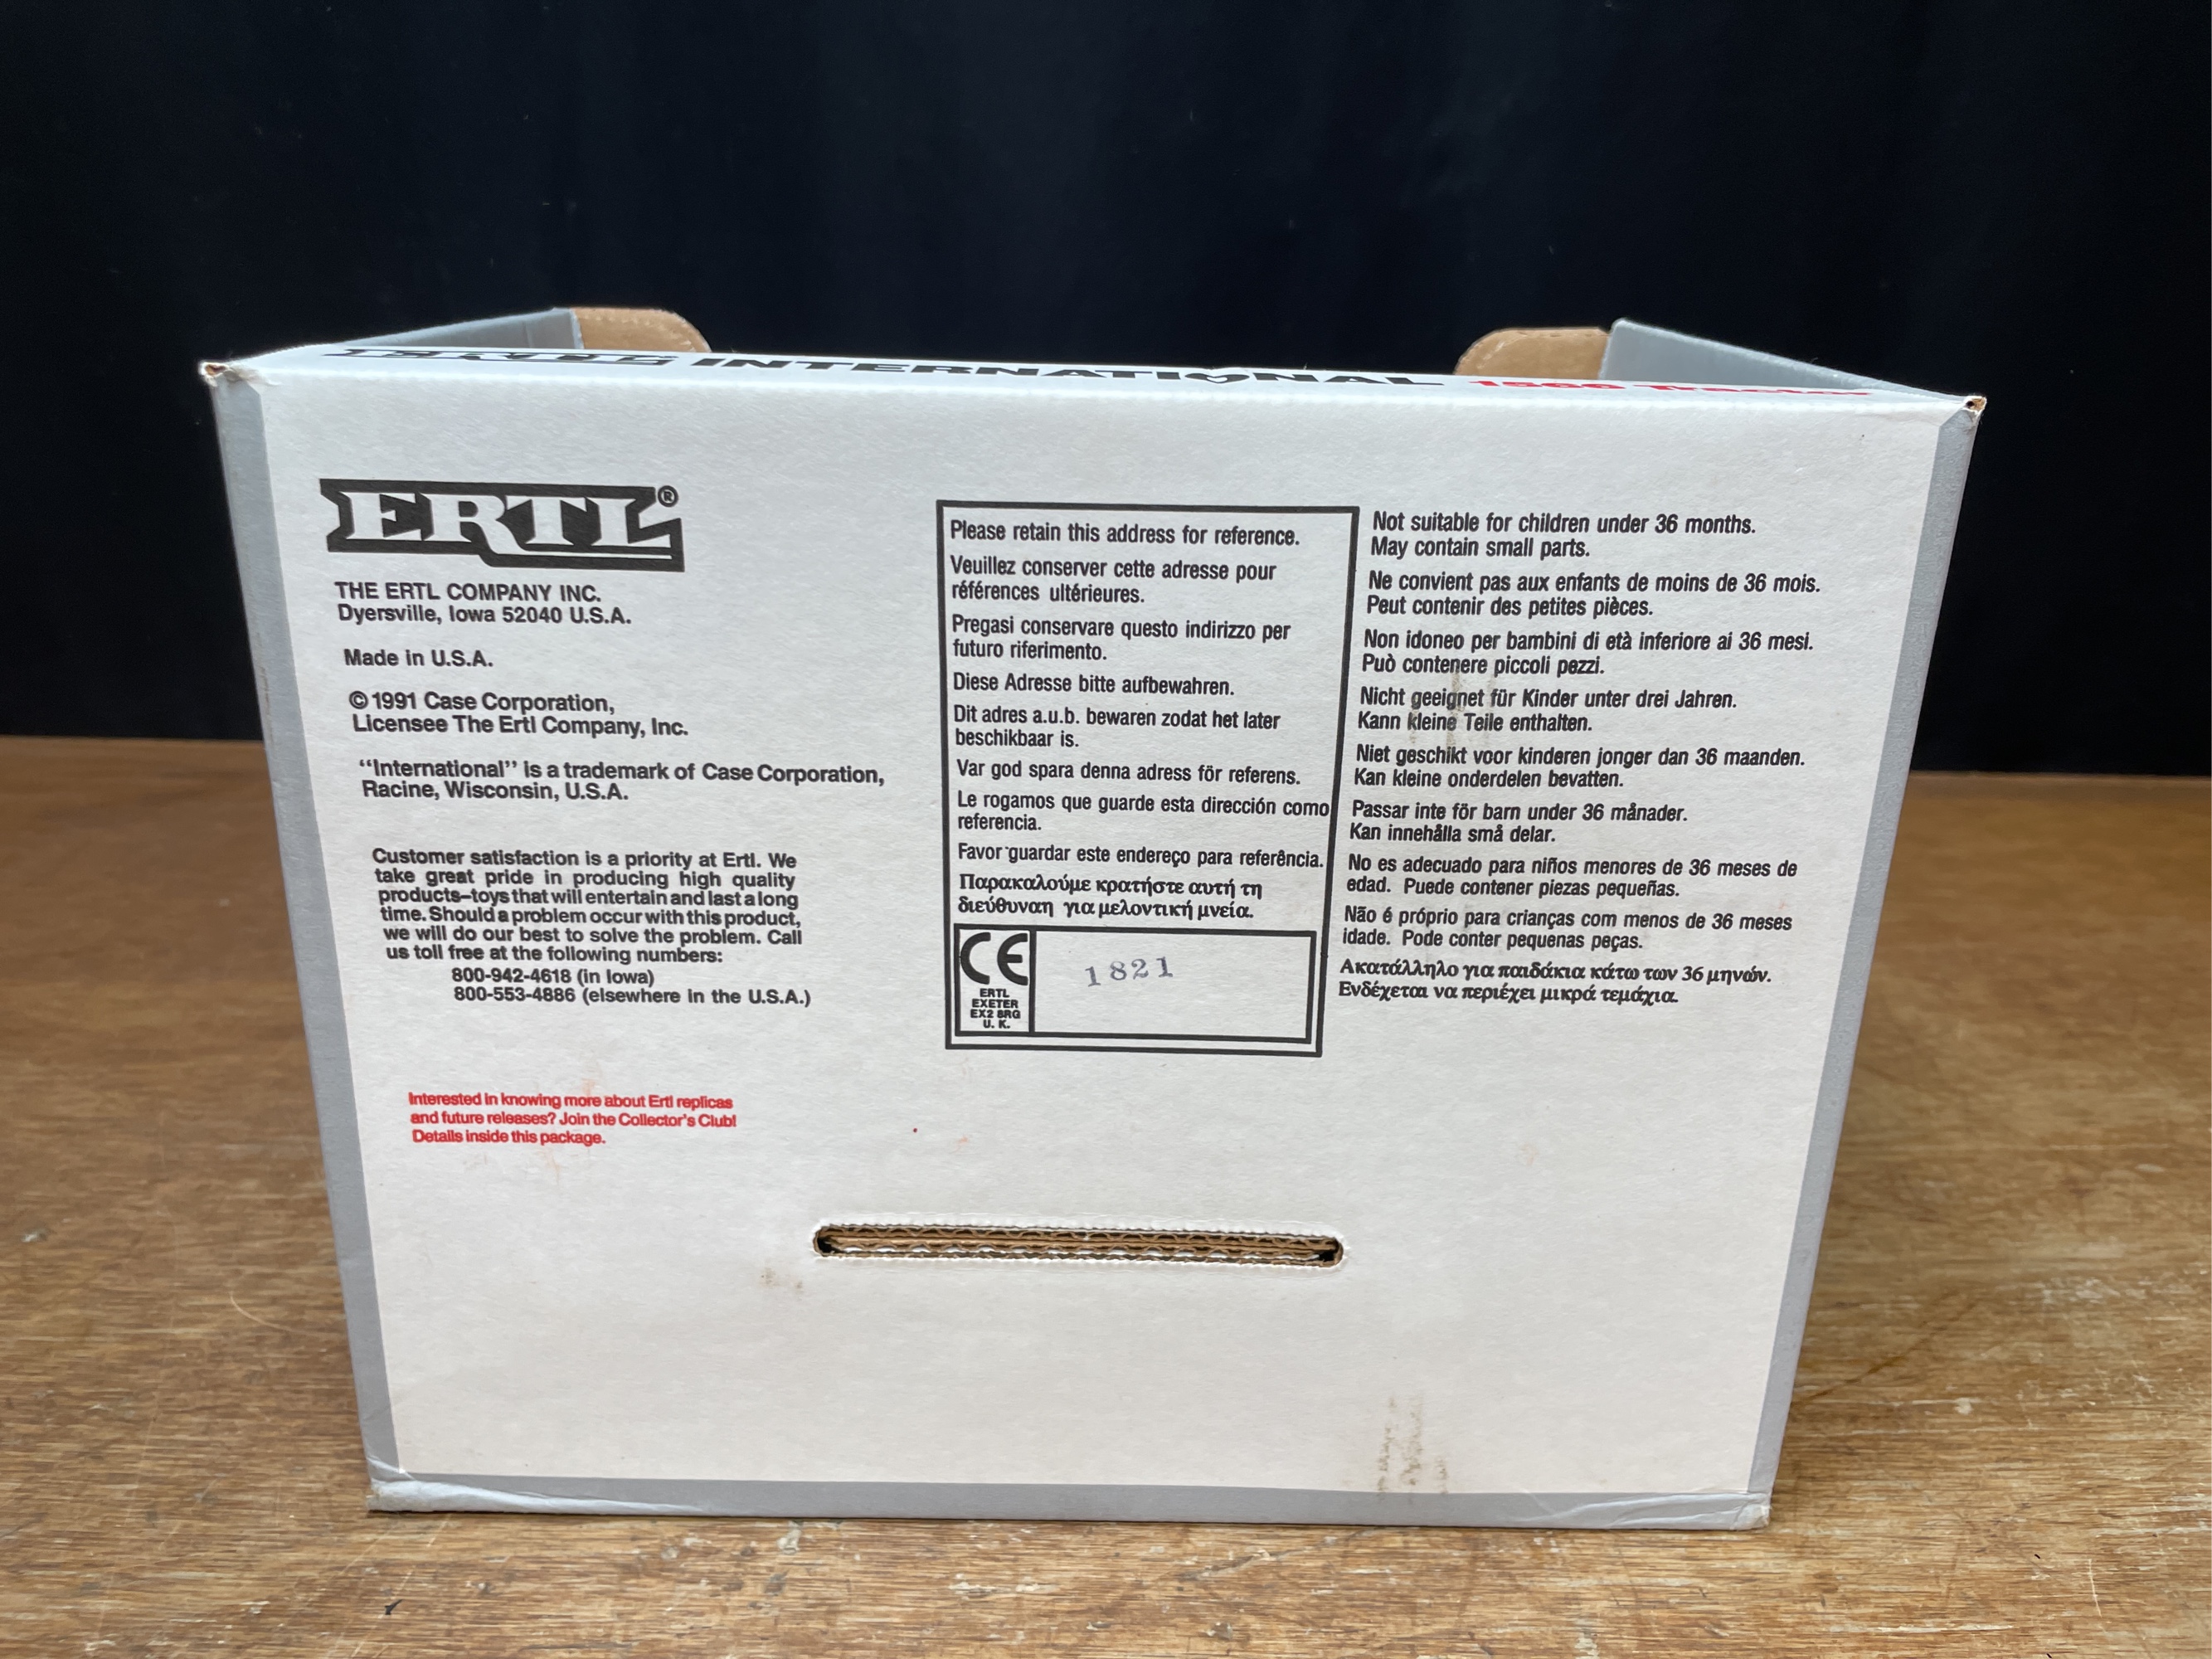 ERTL INTERNATIONAL 1566 Tractor
ERTL®
THE ERTL COMPANY INC.
Dyersville, Iowa 52040 U.S.A.
Made in U.S.A.
© 1991 Case Corporation,
Licensee The Ertl Company, Inc.
“International” is a trademark of Case Corporation,
Racine, Wisconsin, U.S.A.
Customer satisfaction is a priority at Ertl. We
take great pride in producing high quality
products–toys that will entertain and last a long
time. Should a problem occur with this product,
we will do our best to solve the problem. Call
us toll free at the following numbers:
800-942-4618 (in Iowa)
800-553-4886 (elsewhere in the U.S.A.)
Interested in knowing more about Ertl replicas
and future releases? Join the Collector's Club!
Details inside this package.
Please retain this address for reference.
Veuillez conserver cette adresse pour
références ultérieures.
Pregasi conservare questo indirizzo per
futuro riferimento.
Diese Adresse bitte aufbewahren.
Dit adres a.u.b. bewaren zodat het later
beschikbaar is.
Var god spara denna adress för referens.
Le rogamos que guarde esta dirección como
referencia.
Favor guardar este endereço para referência.
Παρακαλούμε κρατήστε αυτή τη
διεύθυναη για μελοντική μνεία.
CE
ERTL
EXETER
EX2 8RG
U. K.
1821
Not suitable for children under 36 months.
May contain small parts.
Ne convient pas aux enfants de moins de 36 mois.
Peut contenir des petites pièces.
Non idoneo per bambini di età inferiore ai 36 mesi.
Può contenere piccoli pezzi.
Nicht geeignet für Kinder unter drei Jahren.
Kann kleine Teile enthalten.
Niet geschikt voor kinderen jonger dan 36 maanden.
Kan kleine onderdelen bevatten.
Passar inte för barn under 36 månader.
Kan innehålla små delar.
No es adecuado para niños menores de 36 meses de
edad. Puede contener piezas pequeñas.
Não é próprio para crianças com menos de 36 meses
idade. Pode conter pequenas peças.
Ακατάλληλο για παιδάκια κάτω των 36 μηνών.
Ενδέχεται να περιέχει μικρά τεμάχια.